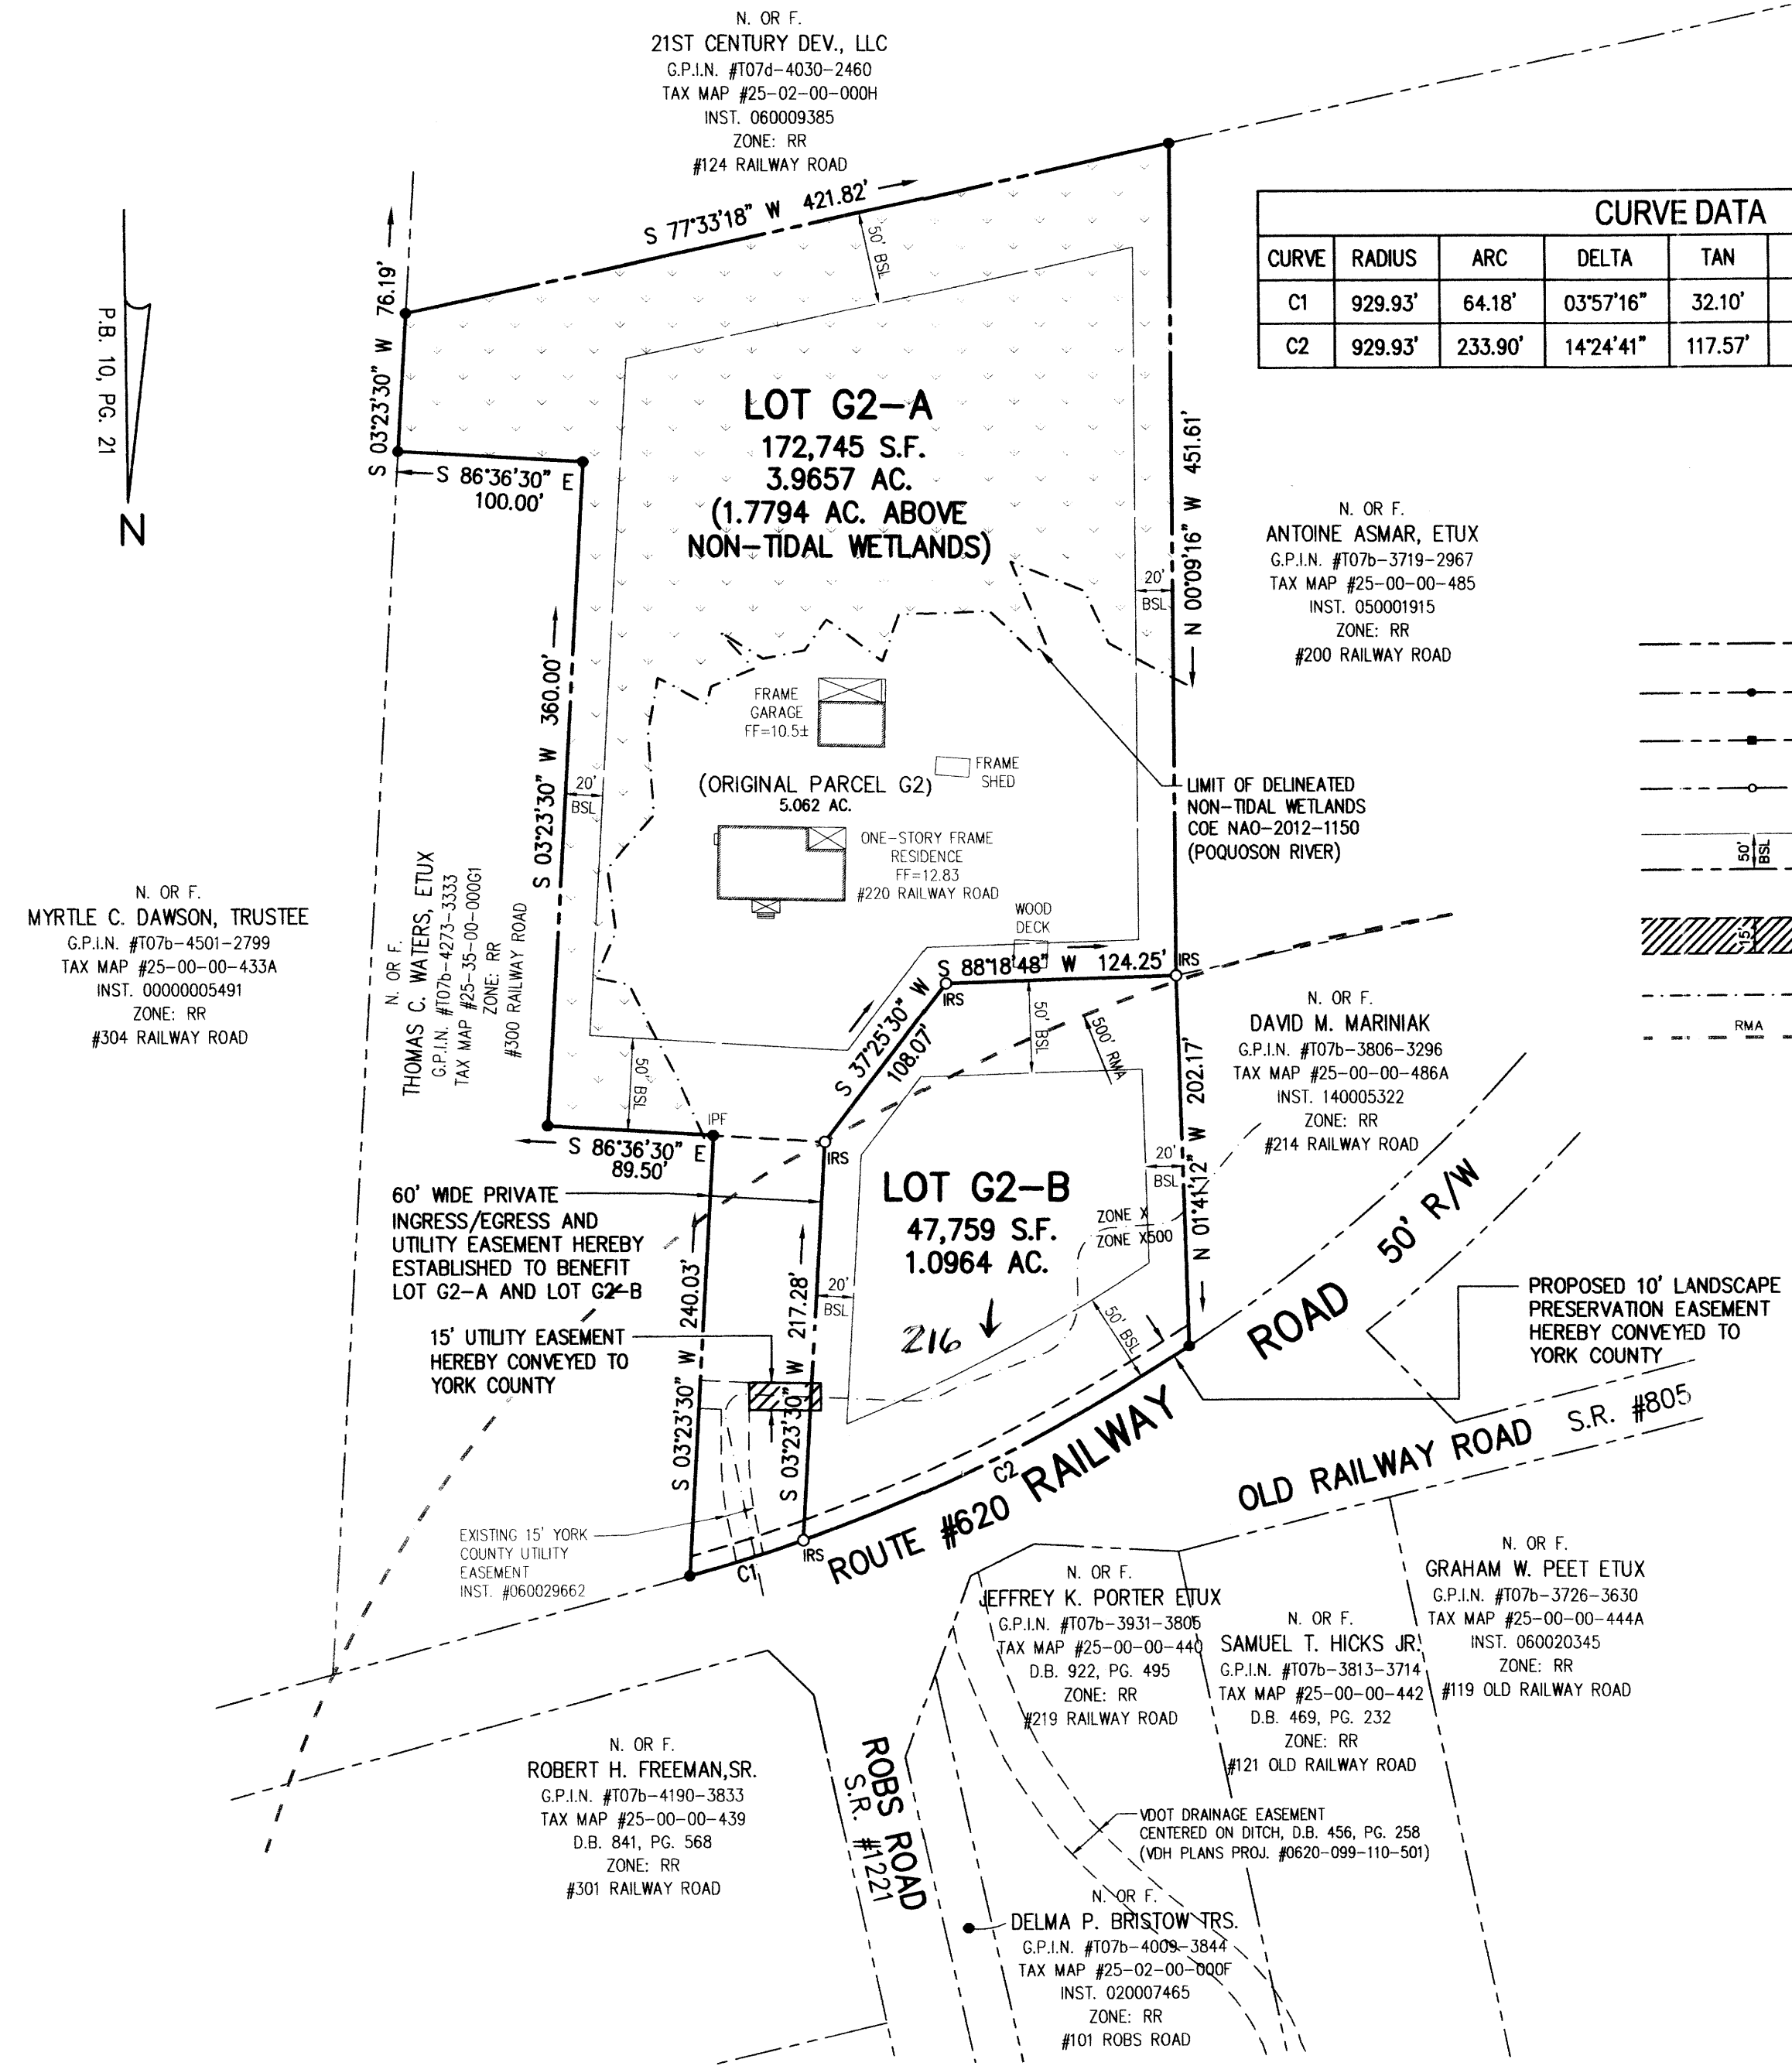 N. OR F.
21ST CENTURY DEV., LLC
G.P.I.N. #T07d-4030-2460
TAX MAP #25-02-00-000H
INST. 060009385
ZONE: RR
#124 RAILWAY ROAD
S 77°33'18" W 421.82'
50' BSL
CURVE DATA
CURVE RADIUS ARC DELTA TAN
C1 929.93' 64.18' 03°57'16" 32.10'
C2 929.93' 233.90' 14°24'41" 117.57'
P.B. 10, PG. 21
N
S 03°23'30" W 76.19'
S 86°36'30" E
100.00'
LOT G2-A
172,745 S.F.
3.9657 AC.
(1.7794 AC. ABOVE
NON-TIDAL WETLANDS)
N 00°09'16" W 451.61'
20'
BSL
N. OR F.
ANTOINE ASMAR, ETUX
G.P.I.N. #T07b-3719-2967
TAX MAP #25-00-00-485
INST. 050001915
ZONE: RR
#200 RAILWAY ROAD
S 03°23'30" W 360.00'
20'
BSL
FRAME
GARAGE
FF=10.5±
FRAME
SHED
(ORIGINAL PARCEL G2)
5.062 AC.
ONE-STORY FRAME
RESIDENCE
FF=12.83
#220 RAILWAY ROAD
WOOD
DECK
LIMIT OF DELINEATED
NON-TIDAL WETLANDS
COE NAO-2012-1150
(POQUOSON RIVER)
50'
BSL
15'
RMA
N. OR F.
MYRTLE C. DAWSON, TRUSTEE
G.P.I.N. #T07b-4501-2799
TAX MAP #25-00-00-433A
INST. 00000005491
ZONE: RR
#304 RAILWAY ROAD
N. OR F.
THOMAS C. WATERS, ETUX
G.P.I.N. #T07b-4273-3333
TAX MAP #25-35-00-000G1
ZONE: RR
#300 RAILWAY ROAD
S 88°18'48" W 124.25'
IRS
IRS
S 37°25'30" W
108.07'
50' BSL
500' RMA
50' BSL
N. OR F.
DAVID M. MARINIAK
G.P.I.N. #T07b-3806-3296
TAX MAP #25-00-00-486A
INST. 140005322
ZONE: RR
#214 RAILWAY ROAD
N 01°41'12" W 202.17'
20'
BSL
IPF
S 86°36'30" E
89.50'
IRS
LOT G2-B
47,759 S.F.
1.0964 AC.
ZONE X
ZONE X500
60' WIDE PRIVATE
INGRESS/EGRESS AND
UTILITY EASEMENT HEREBY
ESTABLISHED TO BENEFIT
LOT G2-A AND LOT G2-B
S 03°23'30" W 240.03'
S 03°23'30" W 217.28'
20'
BSL
216
50' BSL
15' UTILITY EASEMENT
HEREBY CONVEYED TO
YORK COUNTY
PROPOSED 10' LANDSCAPE
PRESERVATION EASEMENT
HEREBY CONVEYED TO
YORK COUNTY
EXISTING 15' YORK
COUNTY UTILITY
EASEMENT
INST. #060029662
C1
IRS
C2
ROUTE #620 RAILWAY ROAD 50' R/W
OLD RAILWAY ROAD S.R. #805
N. OR F.
JEFFREY K. PORTER ETUX
G.P.I.N. #T07b-3931-3805
TAX MAP #25-00-00-440
D.B. 922, PG. 495
ZONE: RR
#219 RAILWAY ROAD
N. OR F.
SAMUEL T. HICKS JR.
G.P.I.N. #T07b-3813-3714
TAX MAP #25-00-00-442
D.B. 469, PG. 232
ZONE: RR
#121 OLD RAILWAY ROAD
N. OR F.
GRAHAM W. PEET ETUX
G.P.I.N. #T07b-3726-3630
TAX MAP #25-00-00-444A
INST. 060020345
ZONE: RR
#119 OLD RAILWAY ROAD
N. OR F.
ROBERT H. FREEMAN,SR.
G.P.I.N. #T07b-4190-3833
TAX MAP #25-00-00-439
D.B. 841, PG. 568
ZONE: RR
#301 RAILWAY ROAD
ROBS ROAD
S.R. #1221
VDOT DRAINAGE EASEMENT
CENTERED ON DITCH, D.B. 456, PG. 258
(VDH PLANS PROJ. #0620-099-110-501)
N. OR F.
DELMA P. BRISTOW TRS.
G.P.I.N. #T07b-4009-3844
TAX MAP #25-02-00-000F
INST. 020007465
ZONE: RR
#101 ROBS ROAD